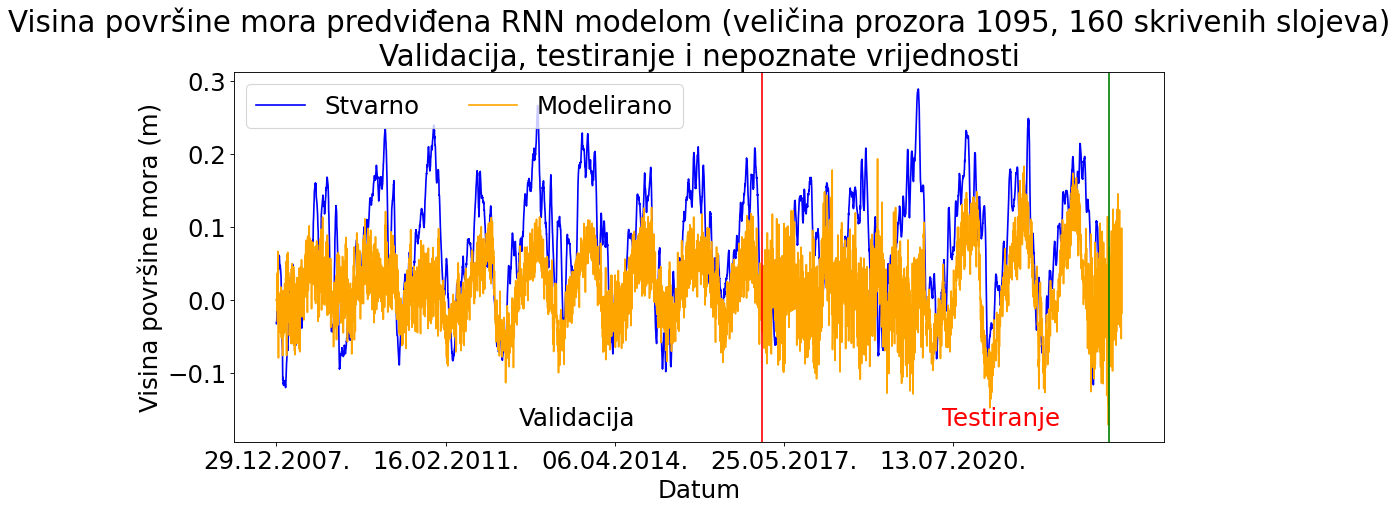 Visina površine mora predviđena RNN modelom (veličina prozora 1095, 160 skrivenih slojeva)
Validacija, testiranje i nepoznate vrijednosti
Stvarno Modelirano
Visina površine mora (m)
0.3
0.2
0.1
0.0
−0.1
Validacija Testiranje
29.12.2007. 16.02.2011. 06.04.2014. 25.05.2017. 13.07.2020.
Datum